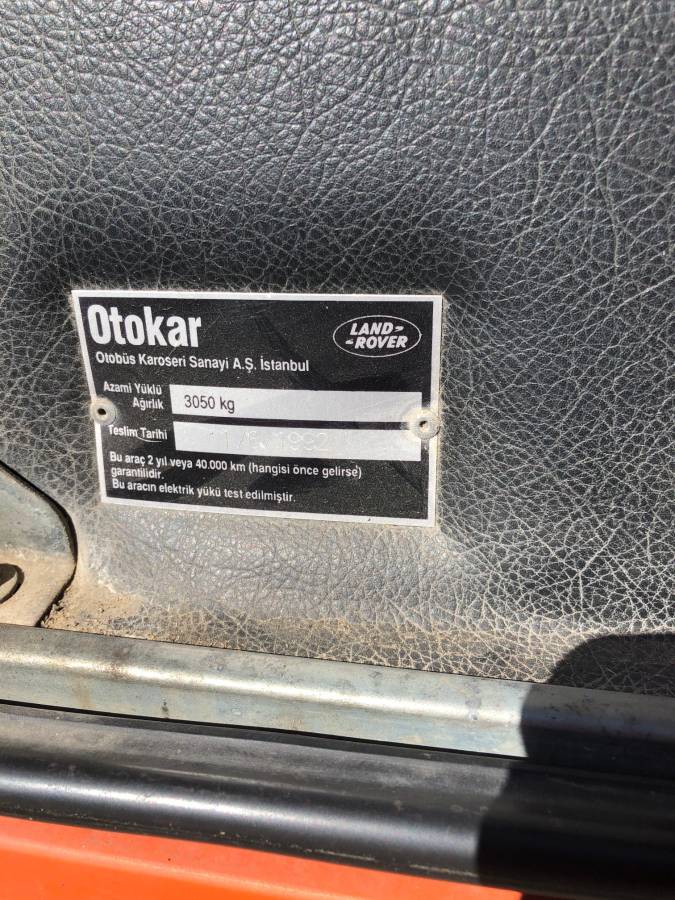 Otokar
LAND-
-ROVER
Otobüs Karoseri Sanayi A.Ş. İstanbul
Azami Yüklü
Ağırlık 3050 kg
Teslim Tarihi 1992
Bu araç 2 yıl veya 40.000 km (hangisi önce gelirse)
garantilidir.
Bu aracın elektrik yükü test edilmiştir.